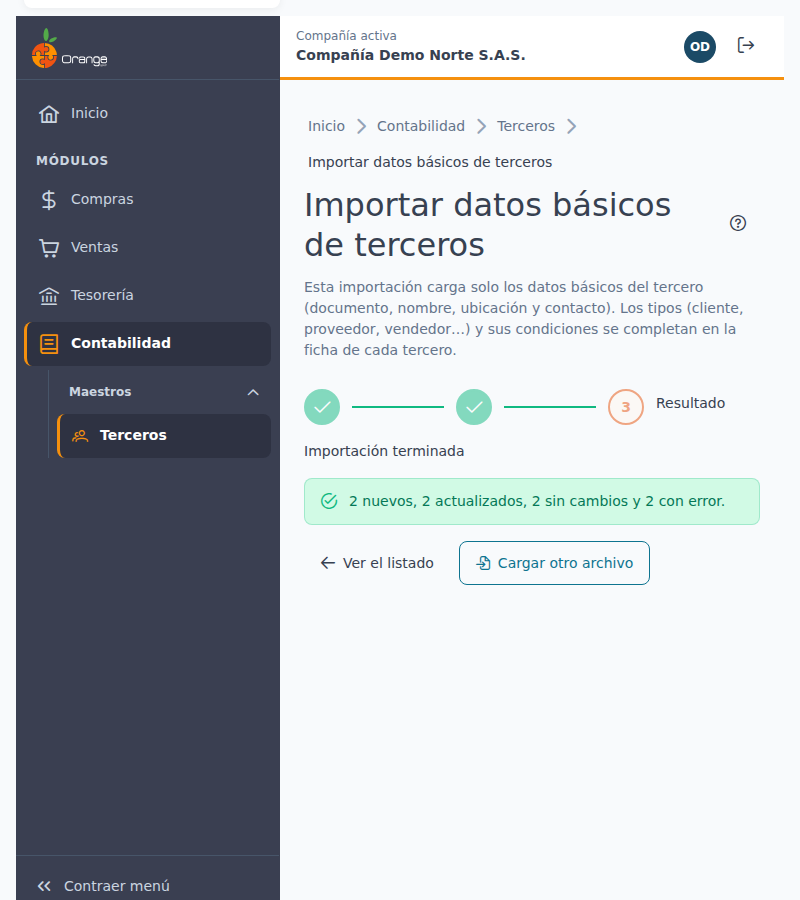 Orange
Compañía activa
Compañía Demo Norte S.A.S.
OD
Inicio
MÓDULOS
Compras
Ventas
Tesorería
Contabilidad
Maestros
Terceros
Contraer menú
Inicio
Contabilidad
Terceros
Importar datos básicos de terceros
Importar datos básicos
de terceros
Esta importación carga solo los datos básicos del tercero
(documento, nombre, ubicación y contacto). Los tipos (cliente,
proveedor, vendedor...) y sus condiciones se completan en la
ficha de cada tercero.
3 Resultado
Importación terminada
2 nuevos, 2 actualizados, 2 sin cambios y 2 con error.
Ver el listado
Cargar otro archivo